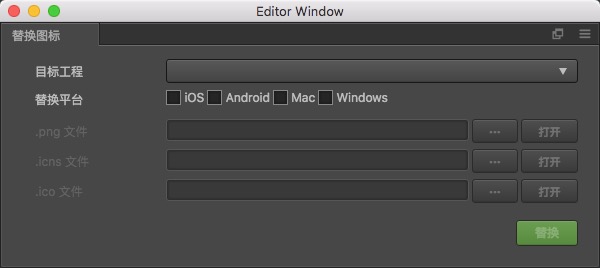 Editor Window
替换图标
目标工程
替换平台 iOS Android Mac Windows
.png 文件 ... 打开
.icns 文件 ... 打开
.ico 文件 ... 打开
替换